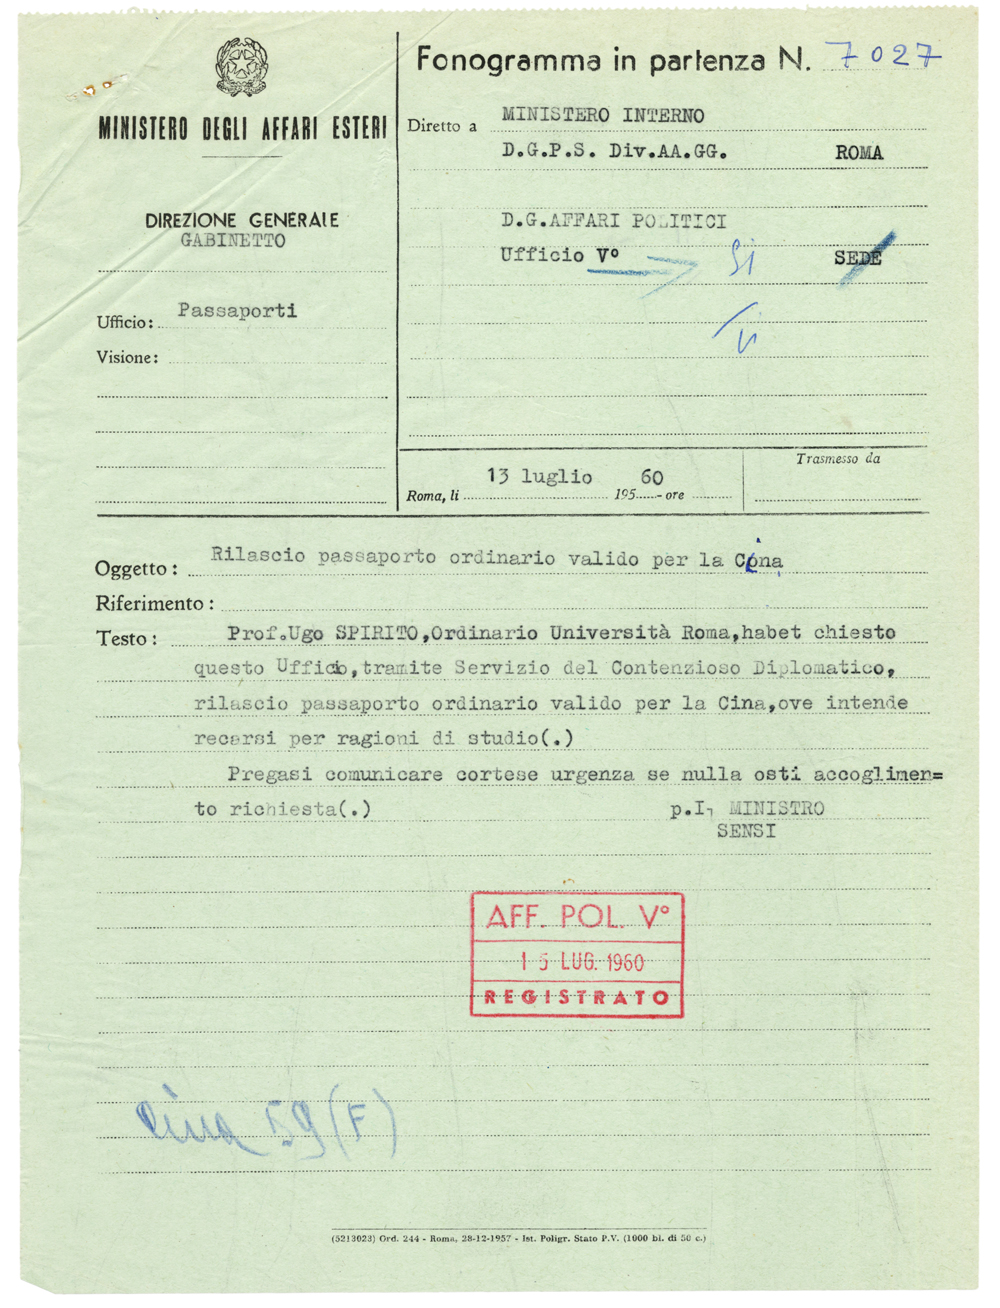 MINISTERO DEGLI AFFARI ESTERI
DIREZIONE GENERALE
GABINETTO
Ufficio: Passaporti
Visione:
Fonogramma in partenza N. 7027
Diretto a MINISTERO INTERNO
D.G.P.S. Div.AA.GG. ROMA
D.G.AFFARI POLITICI
Ufficio V° Si SEDE
Roma, li 13 luglio 195 60 - ore
Trasmesso da
Oggetto: Rilascio passaporto ordinario valido per la Cina
Riferimento:
Testo: Prof.Ugo SPIRITO,Ordinario Università Roma,habet chiesto
questo Ufficio,tramite Servizio del Contenzioso Diplomatico,
rilascio passaporto ordinario valido per la Cina,ove intende
recarsi per ragioni di studio(.)
Pregasi comunicare cortese urgenza se nulla osti accoglimen=
to richiesta(.) p.Il MINISTRO
SENSI
AFF. POL. V°
15 LUG. 1960
REGISTRATO
Cina 59 (F)
(5213023) Ord. 244 - Roma, 28-12-1957 - Ist. Poligr. Stato P.V. (1000 bl. di 50 c.)